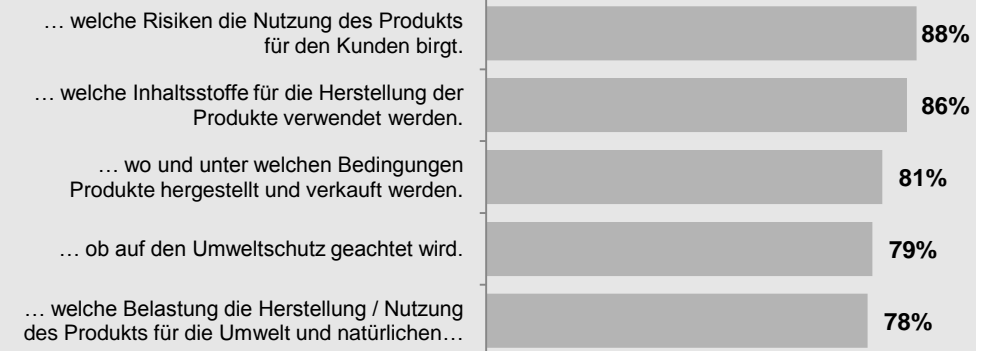 … welche Risiken die Nutzung des Produkts
für den Kunden birgt.
88%
… welche Inhaltsstoffe für die Herstellung der
Produkte verwendet werden.
86%
… wo und unter welchen Bedingungen
Produkte hergestellt und verkauft werden.
81%
… ob auf den Umweltschutz geachtet wird.
79%
… welche Belastung die Herstellung / Nutzung
des Produkts für die Umwelt und natürlichen…
78%